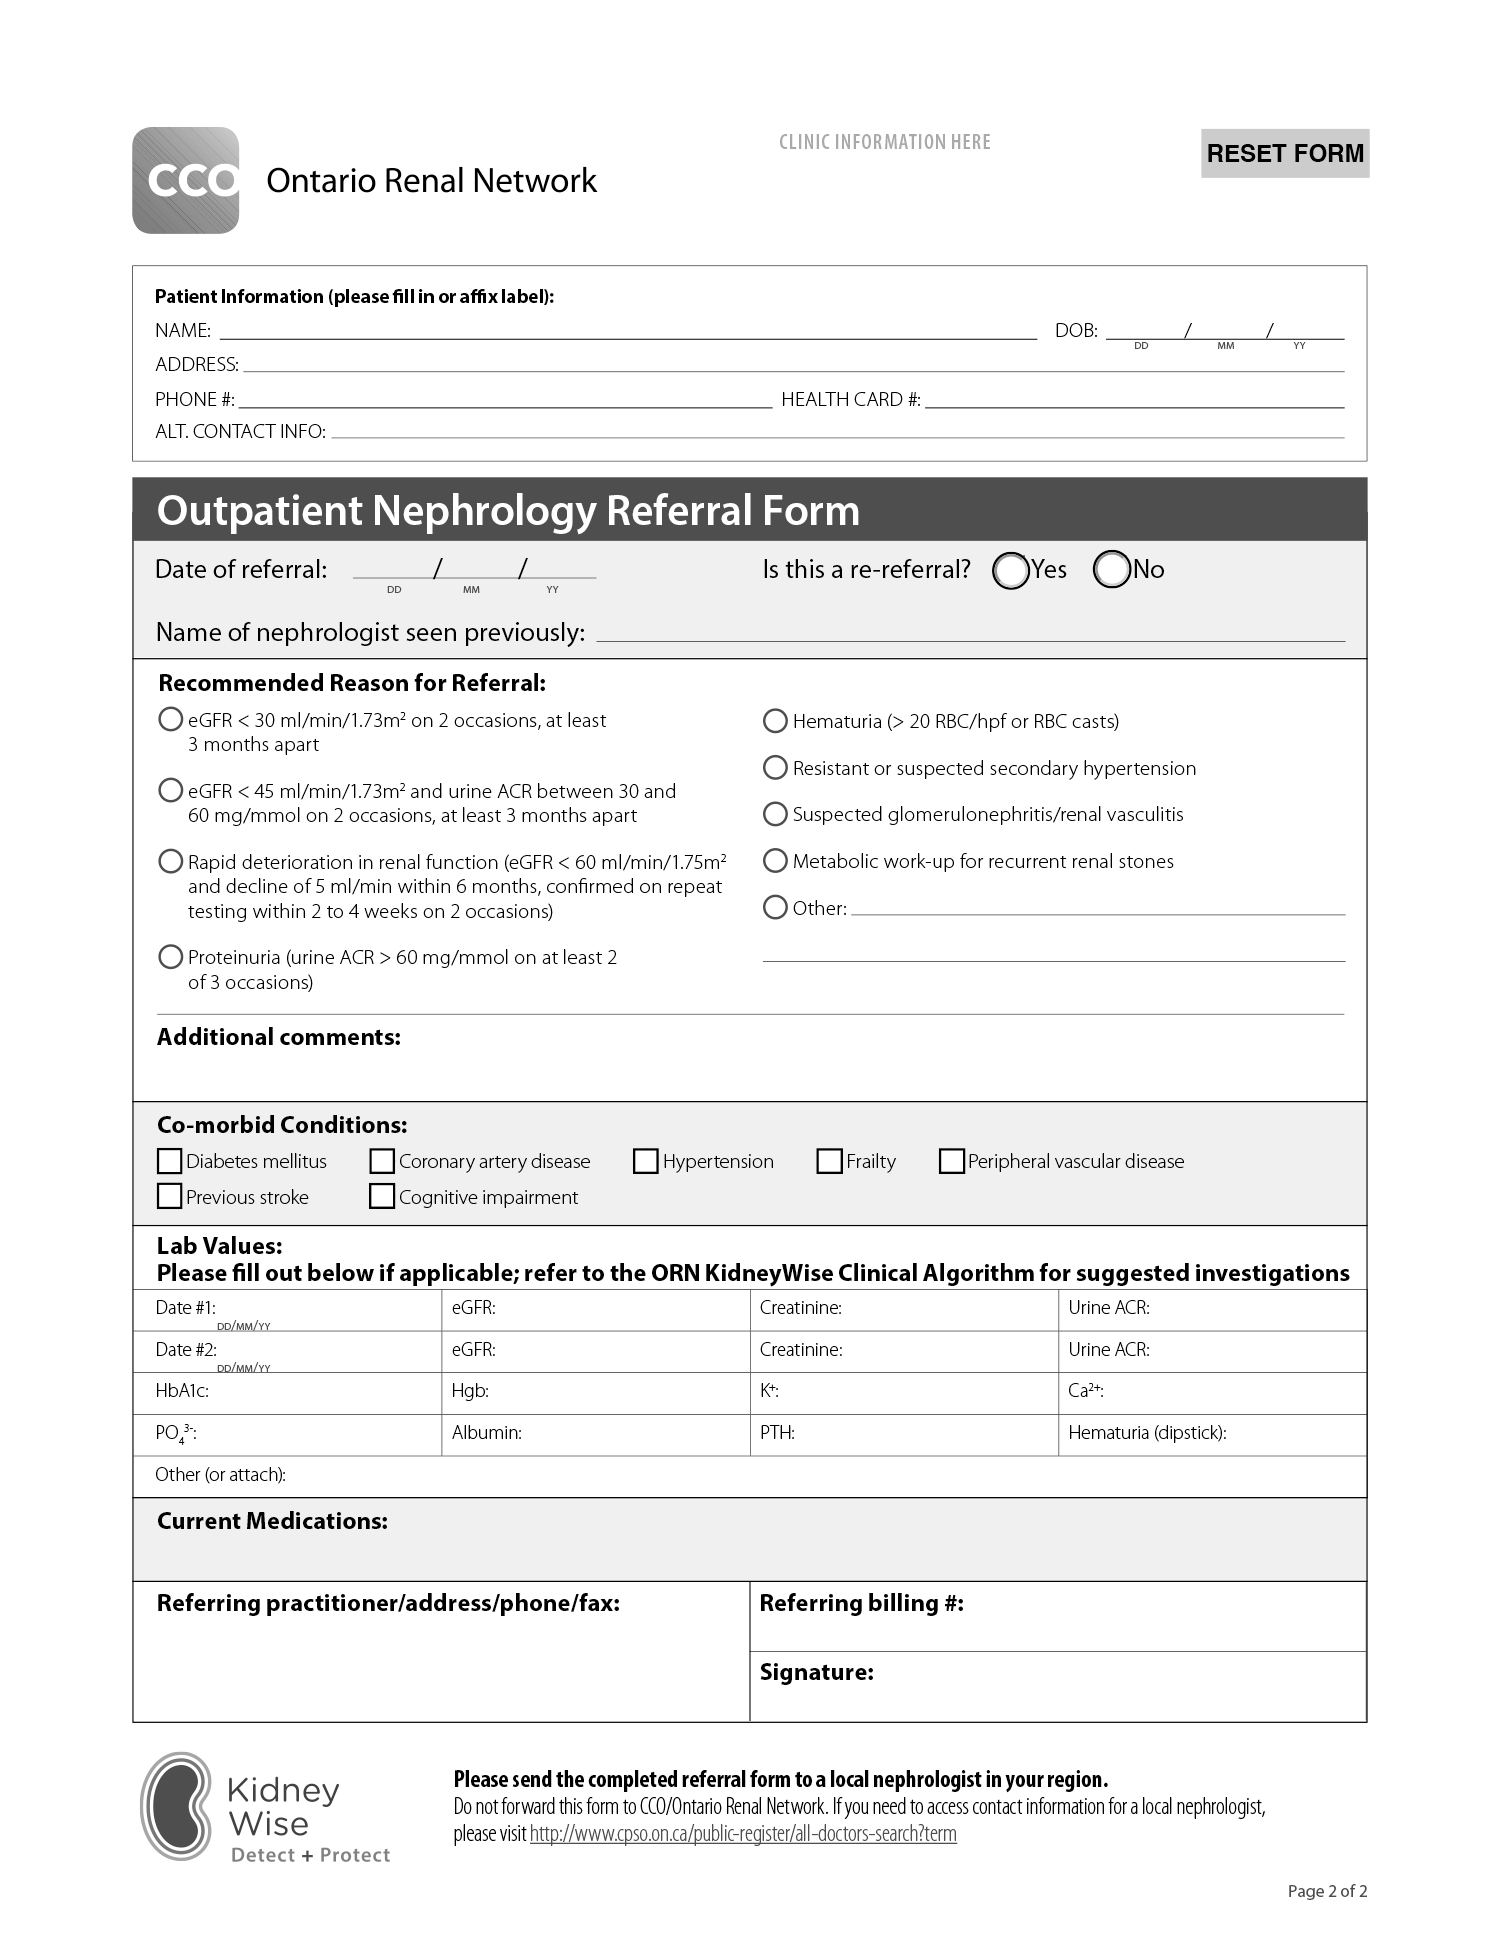 CCO
Ontario Renal Network
CLINIC INFORMATION HERE
RESET FORM
Patient Information (please fill in or affix label):
NAME: DOB: / /
DD MM YY
ADDRESS:
PHONE #: HEALTH CARD #:
ALT. CONTACT INFO:
Outpatient Nephrology Referral Form
Date of referral: / / Is this a re-referral? Yes No
DD MM YY
Name of nephrologist seen previously:
Recommended Reason for Referral:
eGFR < 30 ml/min/1.73m² on 2 occasions, at least
3 months apart
eGFR < 45 ml/min/1.73m² and urine ACR between 30 and
60 mg/mmol on 2 occasions, at least 3 months apart
Rapid deterioration in renal function (eGFR < 60 ml/min/1.75m²
and decline of 5 ml/min within 6 months, confirmed on repeat
testing within 2 to 4 weeks on 2 occasions)
Proteinuria (urine ACR > 60 mg/mmol on at least 2
of 3 occasions)
Hematuria (> 20 RBC/hpf or RBC casts)
Resistant or suspected secondary hypertension
Suspected glomerulonephritis/renal vasculitis
Metabolic work-up for recurrent renal stones
Other:
Additional comments:
Co-morbid Conditions:
Diabetes mellitus Coronary artery disease Hypertension Frailty Peripheral vascular disease
Previous stroke Cognitive impairment
Lab Values:
Please fill out below if applicable; refer to the ORN KidneyWise Clinical Algorithm for suggested investigations
Date #1: eGFR: Creatinine: Urine ACR:
DD/MM/YY
Date #2: eGFR: Creatinine: Urine ACR:
DD/MM/YY
HbA1c: Hgb: K⁺: Ca²⁺:
PO₄³⁻: Albumin: PTH: Hematuria (dipstick):
Other (or attach):
Current Medications:
Referring practitioner/address/phone/fax: Referring billing #:
Signature:
Kidney
Wise
Detect + Protect
Please send the completed referral form to a local nephrologist in your region.
Do not forward this form to CCO/Ontario Renal Network. If you need to access contact information for a local nephrologist,
please visit http://www.cpso.on.ca/public-register/all-doctors-search?term
Page 2 of 2